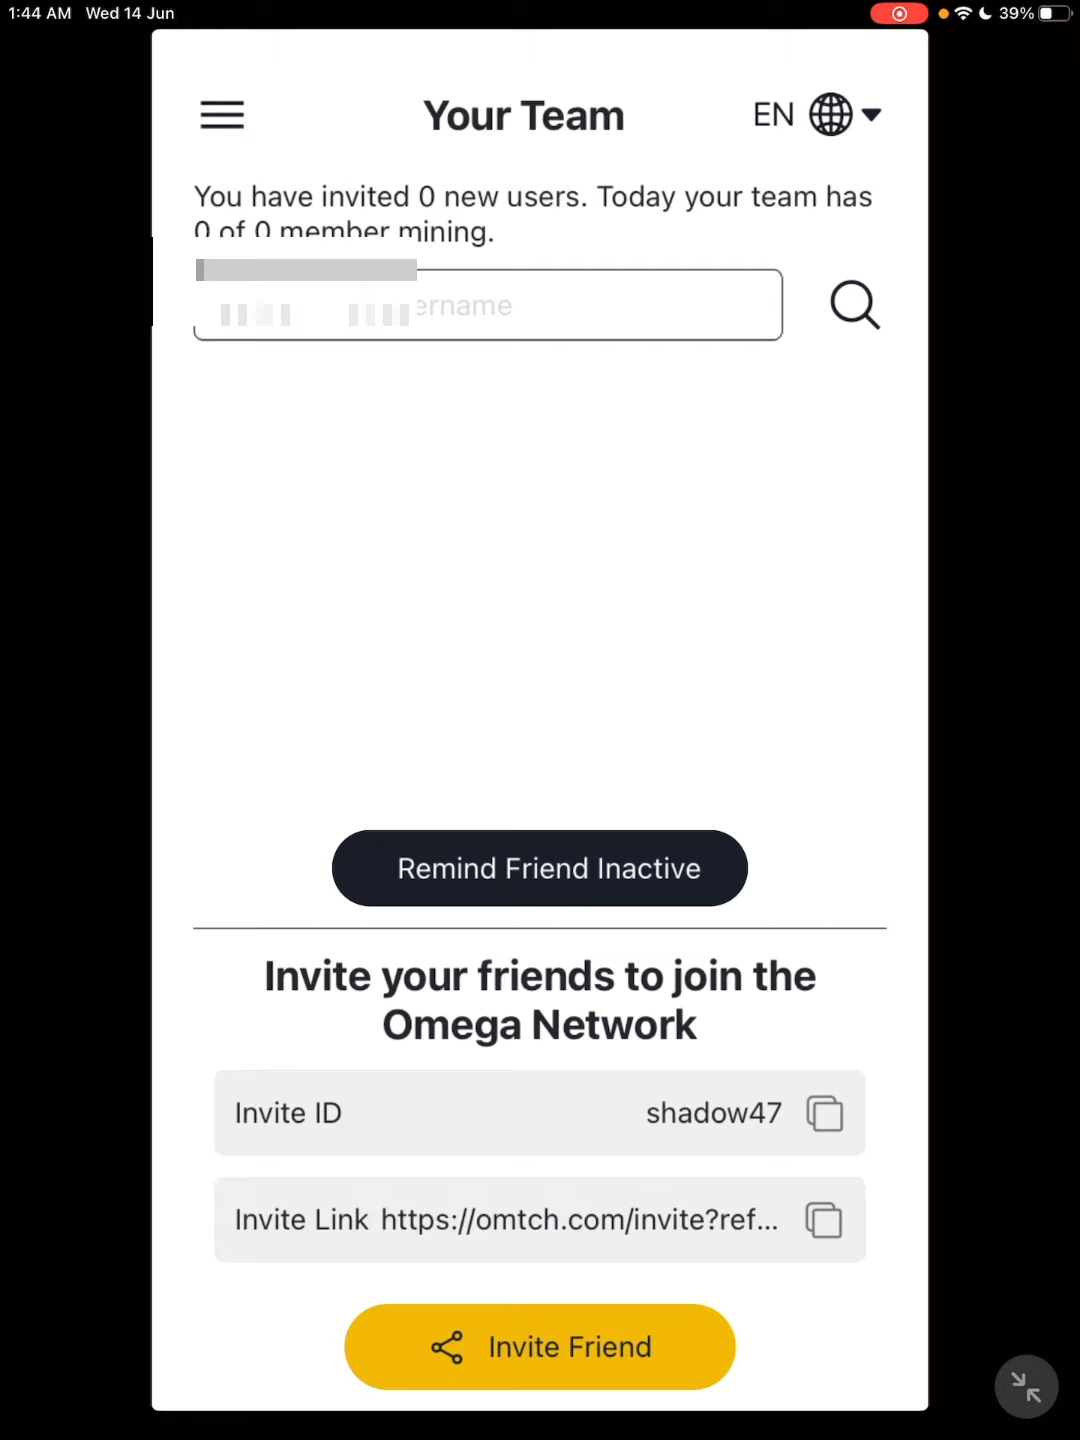 1:44 AM Wed 14 Jun
39%
Your Team
EN
You have invited 0 new users. Today your team has
0 of 0 member mining.
Remind Friend Inactive
Invite your friends to join the
Omega Network
Invite ID shadow47
Invite Link https://omtch.com/invite?ref...
Invite Friend